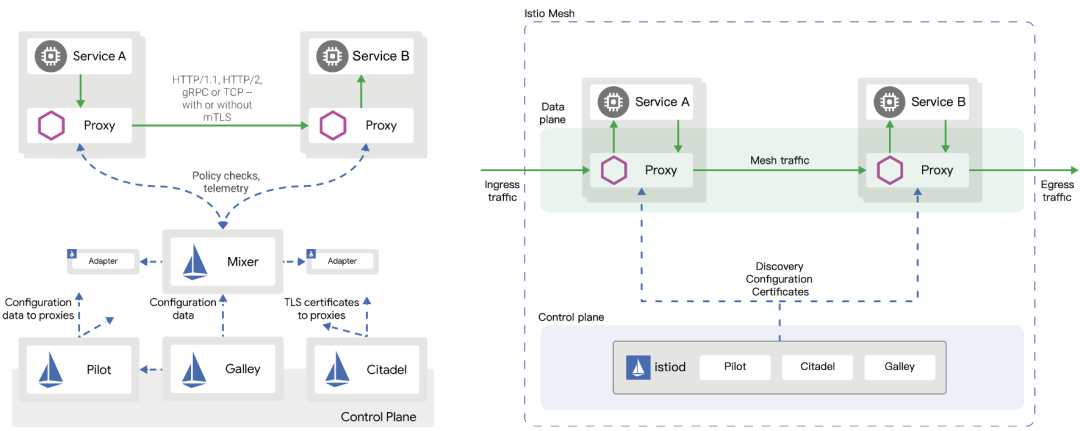 Service A
Service B
HTTP/1.1, HTTP/2,
gRPC or TCP –
with or without
mTLS
Proxy
Proxy
Policy checks,
telemetry
Adapter
Mixer
Adapter
Configuration
data to proxies
Configuration
data
TLS certificates
to proxies
Pilot
Galley
Citadel
Control Plane
Istio Mesh
Data
plane
Service A
Service B
Proxy
Mesh traffic
Proxy
Ingress
traffic
Egress
traffic
Discovery
Configuration
Certificates
Control plane
istiod
Pilot
Citadel
Galley